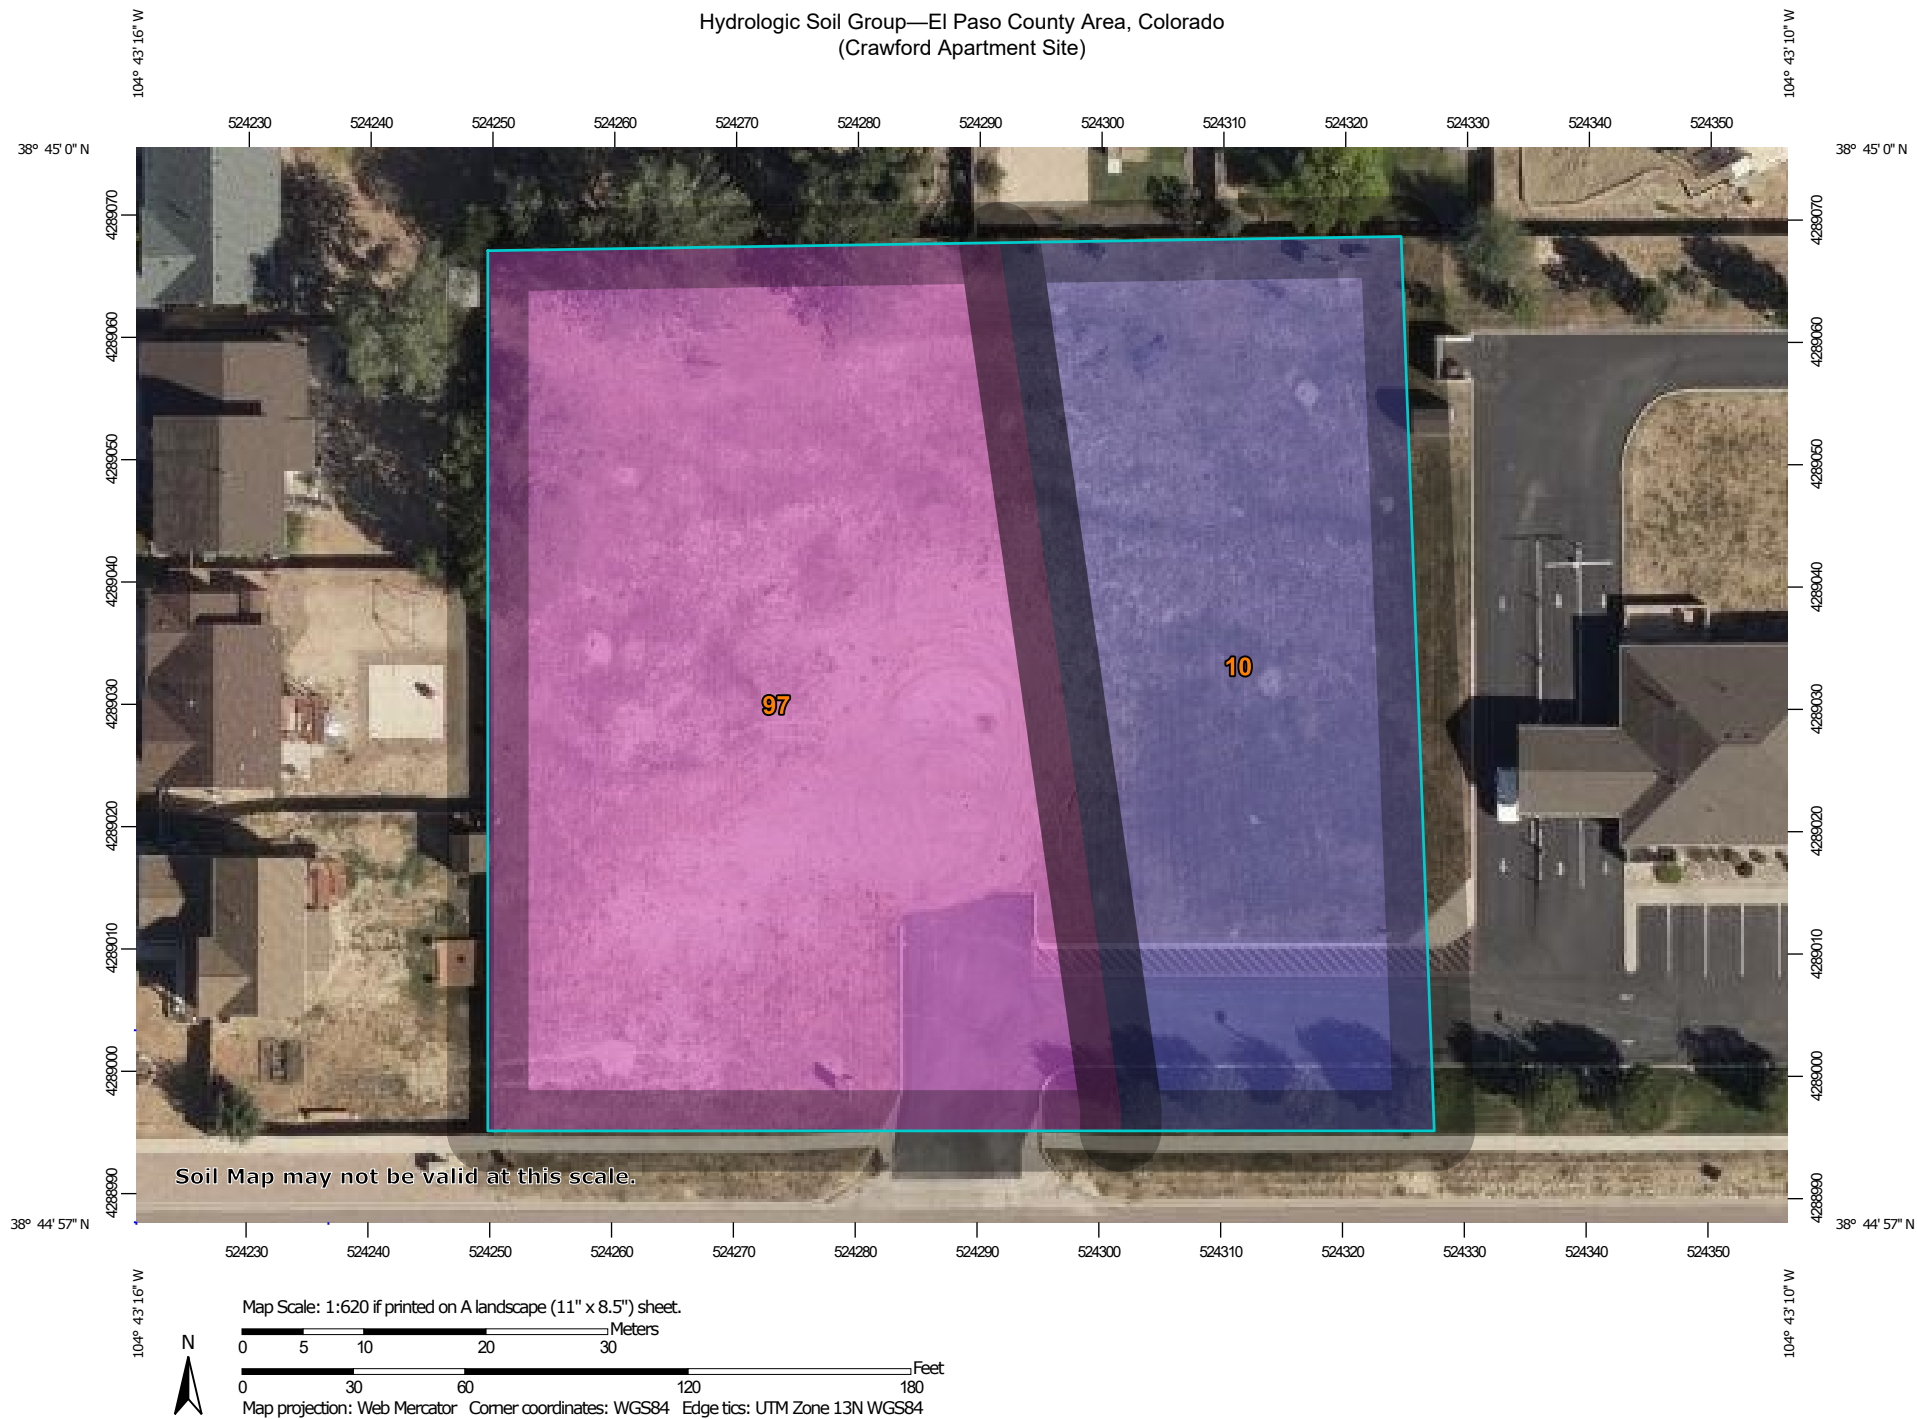 Hydrologic Soil Group—El Paso County Area, Colorado
(Crawford Apartment Site)
104° 43' 16" W
104° 43' 10" W
524230 524240 524250 524260 524270 524280 524290 524300 524310 524320 524330 524340 524350
38° 45' 0" N
38° 45' 0" N
4289070
4289070
4289060
4289060
4289050
4289050
4289040
4289040
10
97
4289030
4289030
4289020
4289020
4289010
4289010
4289000
4289000
Soil Map may not be valid at this scale.
4288990
4288990
38° 44' 57" N
38° 44' 57" N
524230 524240 524250 524260 524270 524280 524290 524300 524310 524320 524330 524340 524350
104° 43' 16" W
104° 43' 10" W
Map Scale: 1:620 if printed on A landscape (11" x 8.5") sheet.
Meters
0 5 10 20 30
N
Feet
0 30 60 120 180
Map projection: Web Mercator Corner coordinates: WGS84 Edge tics: UTM Zone 13N WGS84